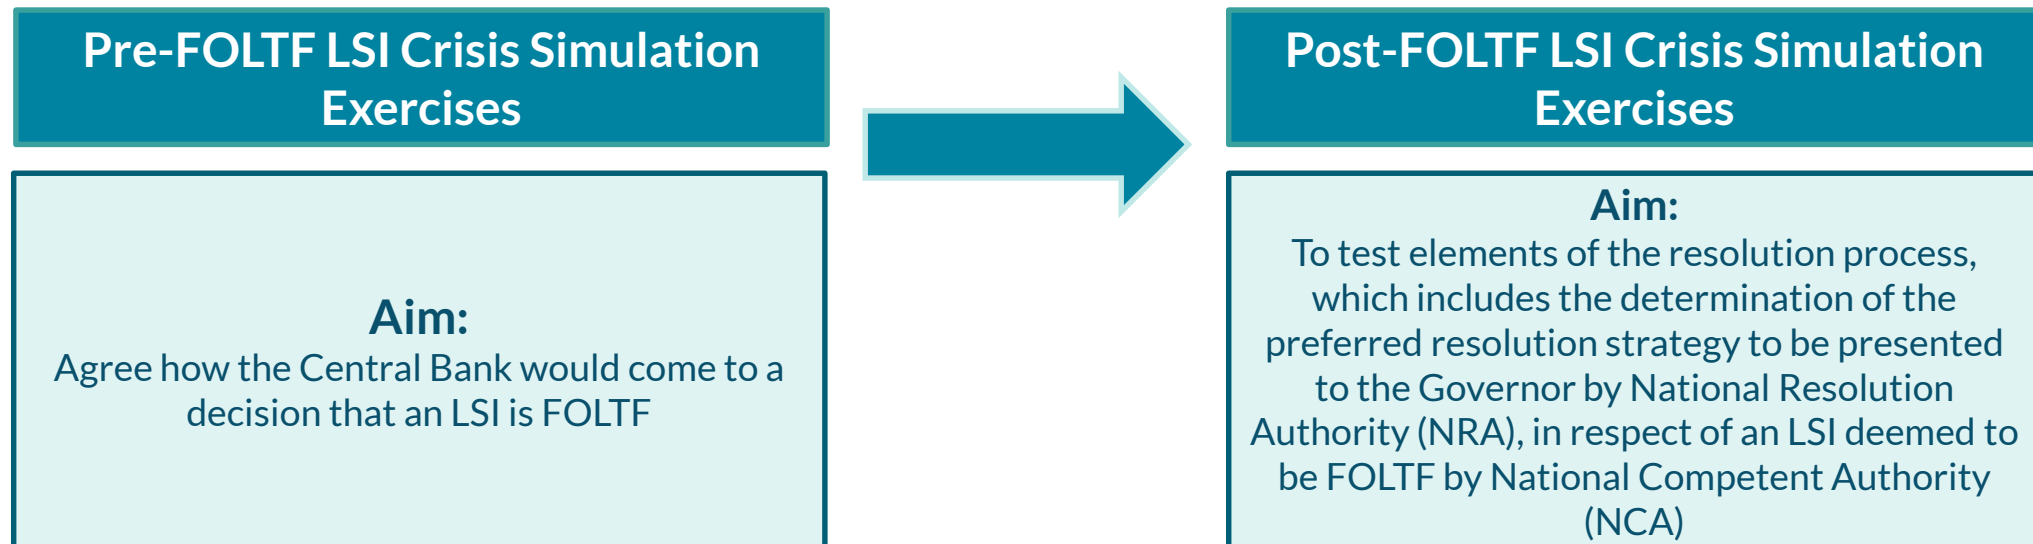 Pre-FOLTF LSI Crisis Simulation
Exercises
Aim:
Agree how the Central Bank would come to a
decision that an LSI is FOLTF
Post-FOLTF LSI Crisis Simulation
Exercises
Aim:
To test elements of the resolution process,
which includes the determination of the
preferred resolution strategy to be presented
to the Governor by National Resolution
Authority (NRA), in respect of an LSI deemed to
be FOLTF by National Competent Authority
(NCA)